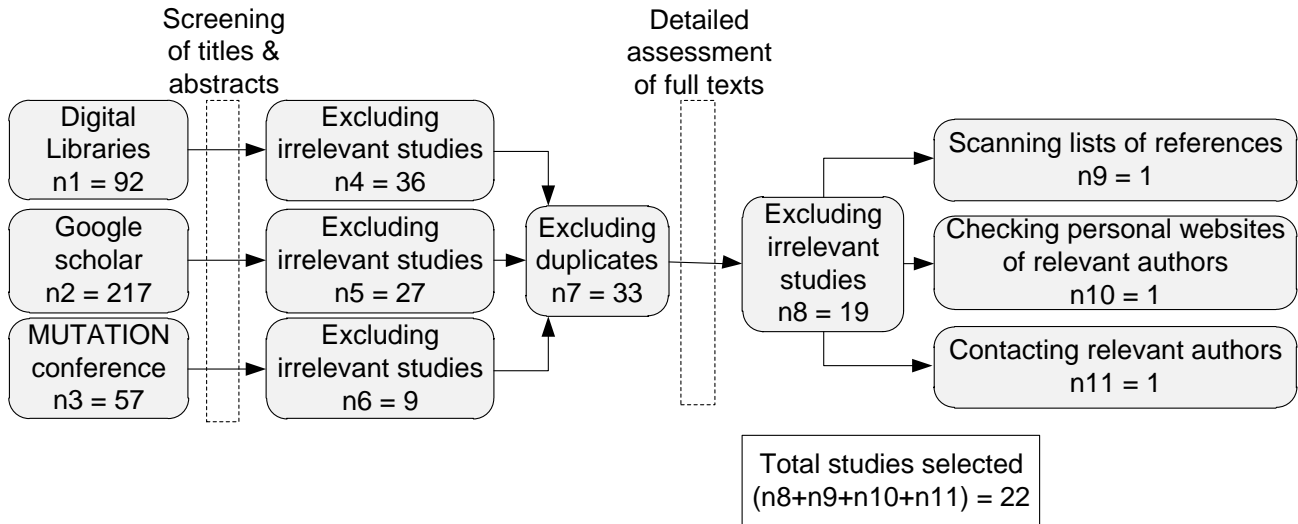 Screening
of titles &
abstracts
Detailed
assessment
of full texts
Digital
Libraries
n1 = 92
Excluding
irrelevant studies
n4 = 36
Google
scholar
n2 = 217
Excluding
irrelevant studies
n5 = 27
MUTATION
conference
n3 = 57
Excluding
irrelevant studies
n6 = 9
Excluding
duplicates
n7 = 33
Excluding
irrelevant
studies
n8 = 19
Scanning lists of references
n9 = 1
Checking personal websites
of relevant authors
n10 = 1
Contacting relevant authors
n11 = 1
Total studies selected
(n8+n9+n10+n11) = 22